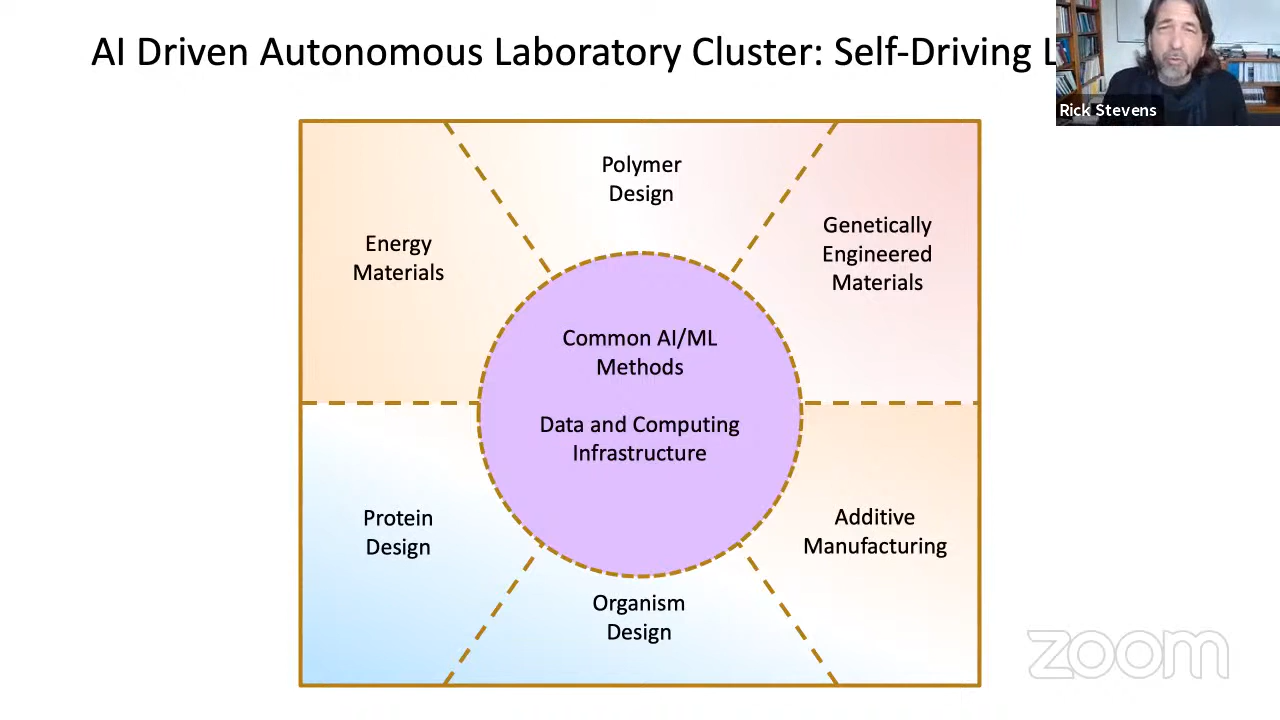 AI Driven Autonomous Laboratory Cluster: Self-Driving L
Rick Stevens
Polymer
Design
Genetically
Engineered
Materials
Energy
Materials
Common AI/ML
Methods
Data and Computing
Infrastructure
Protein
Design
Additive
Manufacturing
Organism
Design
zoom